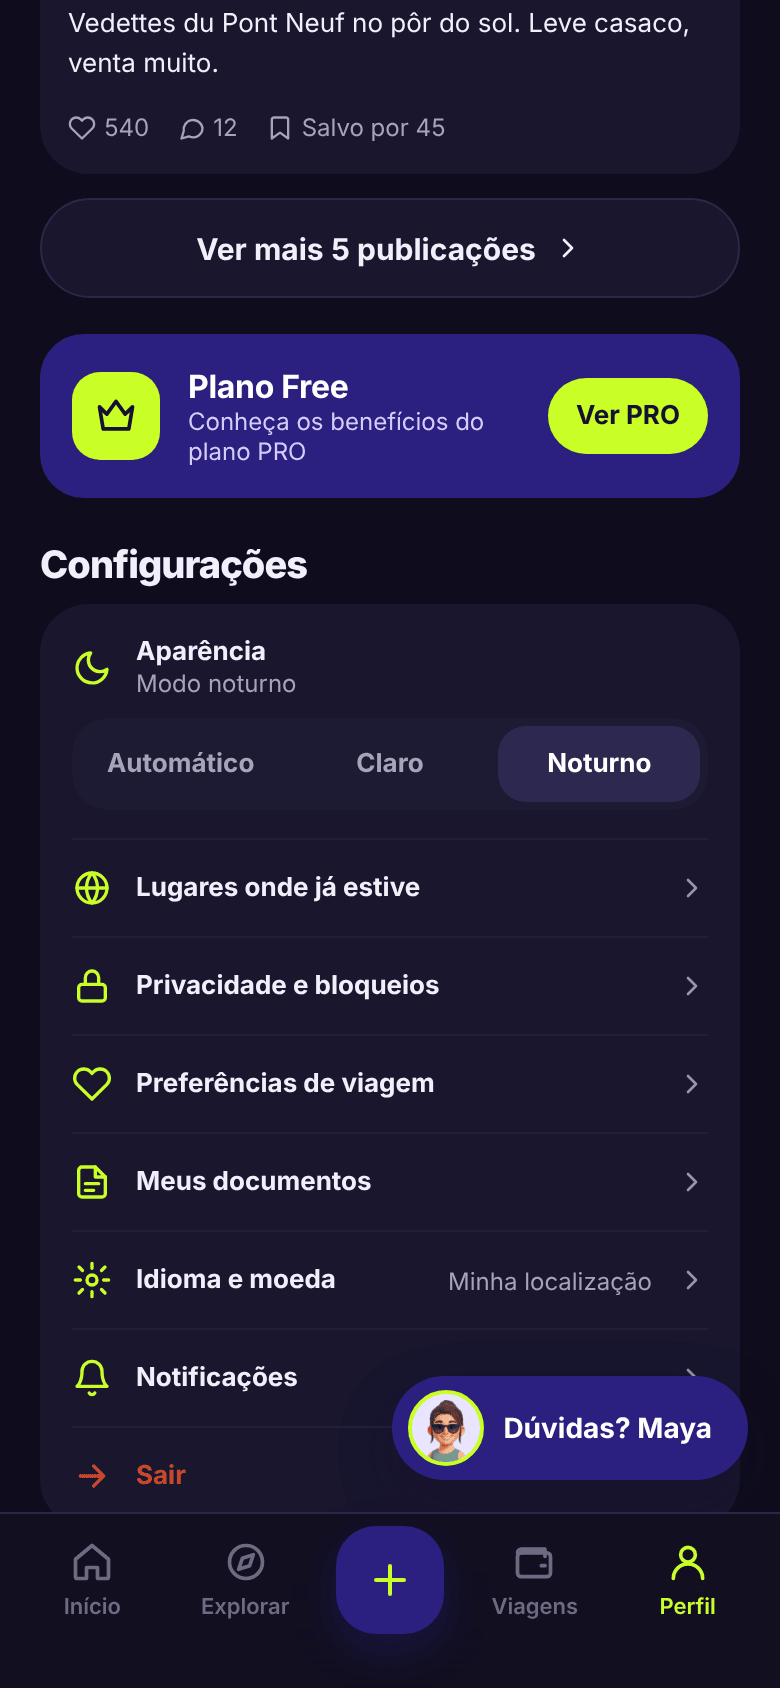 Vedettes du Pont Neuf no pôr do sol. Leve casaco,
venta muito.
540 12 Salvo por 45
Ver mais 5 publicações
Plano Free
Conheça os benefícios do
plano PRO
Ver PRO
Configurações
Aparência
Modo noturno
Automático Claro Noturno
Lugares onde já estive
Privacidade e bloqueios
Preferências de viagem
Meus documentos
Idioma e moeda Minha localização
Notificações
Dúvidas? Maya
Sair
Início Explorar Viagens Perfil